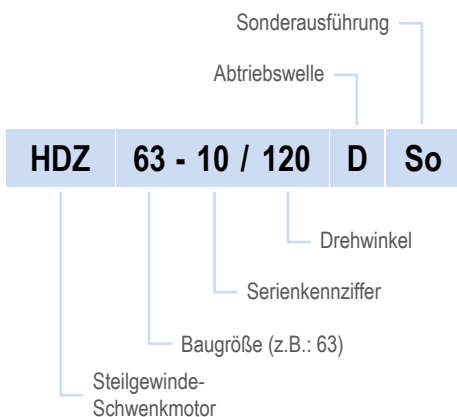 Sonderausführung
Abtriebswelle
HDZ 63 - 10 / 120 D So
Drehwinkel
Serienkennziffer
Baugröße (z.B.: 63)
Steilgewinde-
Schwenkmotor